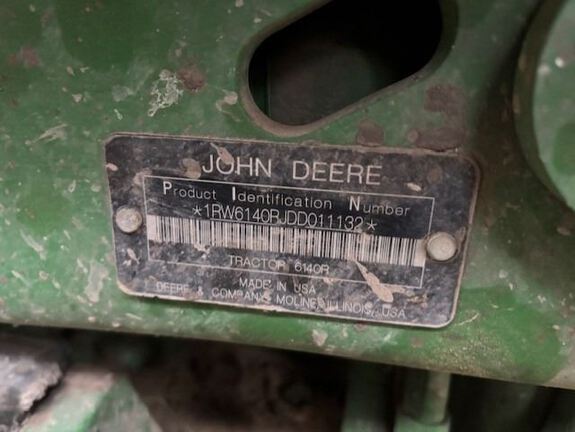 JOHN DEERE
Product Identification Number
*1RW6140RJDD011132*
TRACTOR 6140R
MADE IN USA
DEERE & COMPANY MOLINE, ILLINOIS, USA